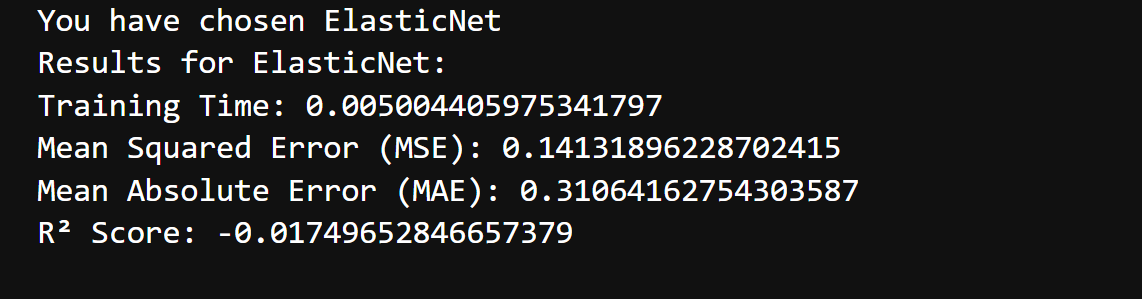 You have chosen ElasticNet
Results for ElasticNet:
Training Time: 0.005004405975341797
Mean Squared Error (MSE): 0.14131896228702415
Mean Absolute Error (MAE): 0.31064162754303587
R² Score: -0.01749652846657379